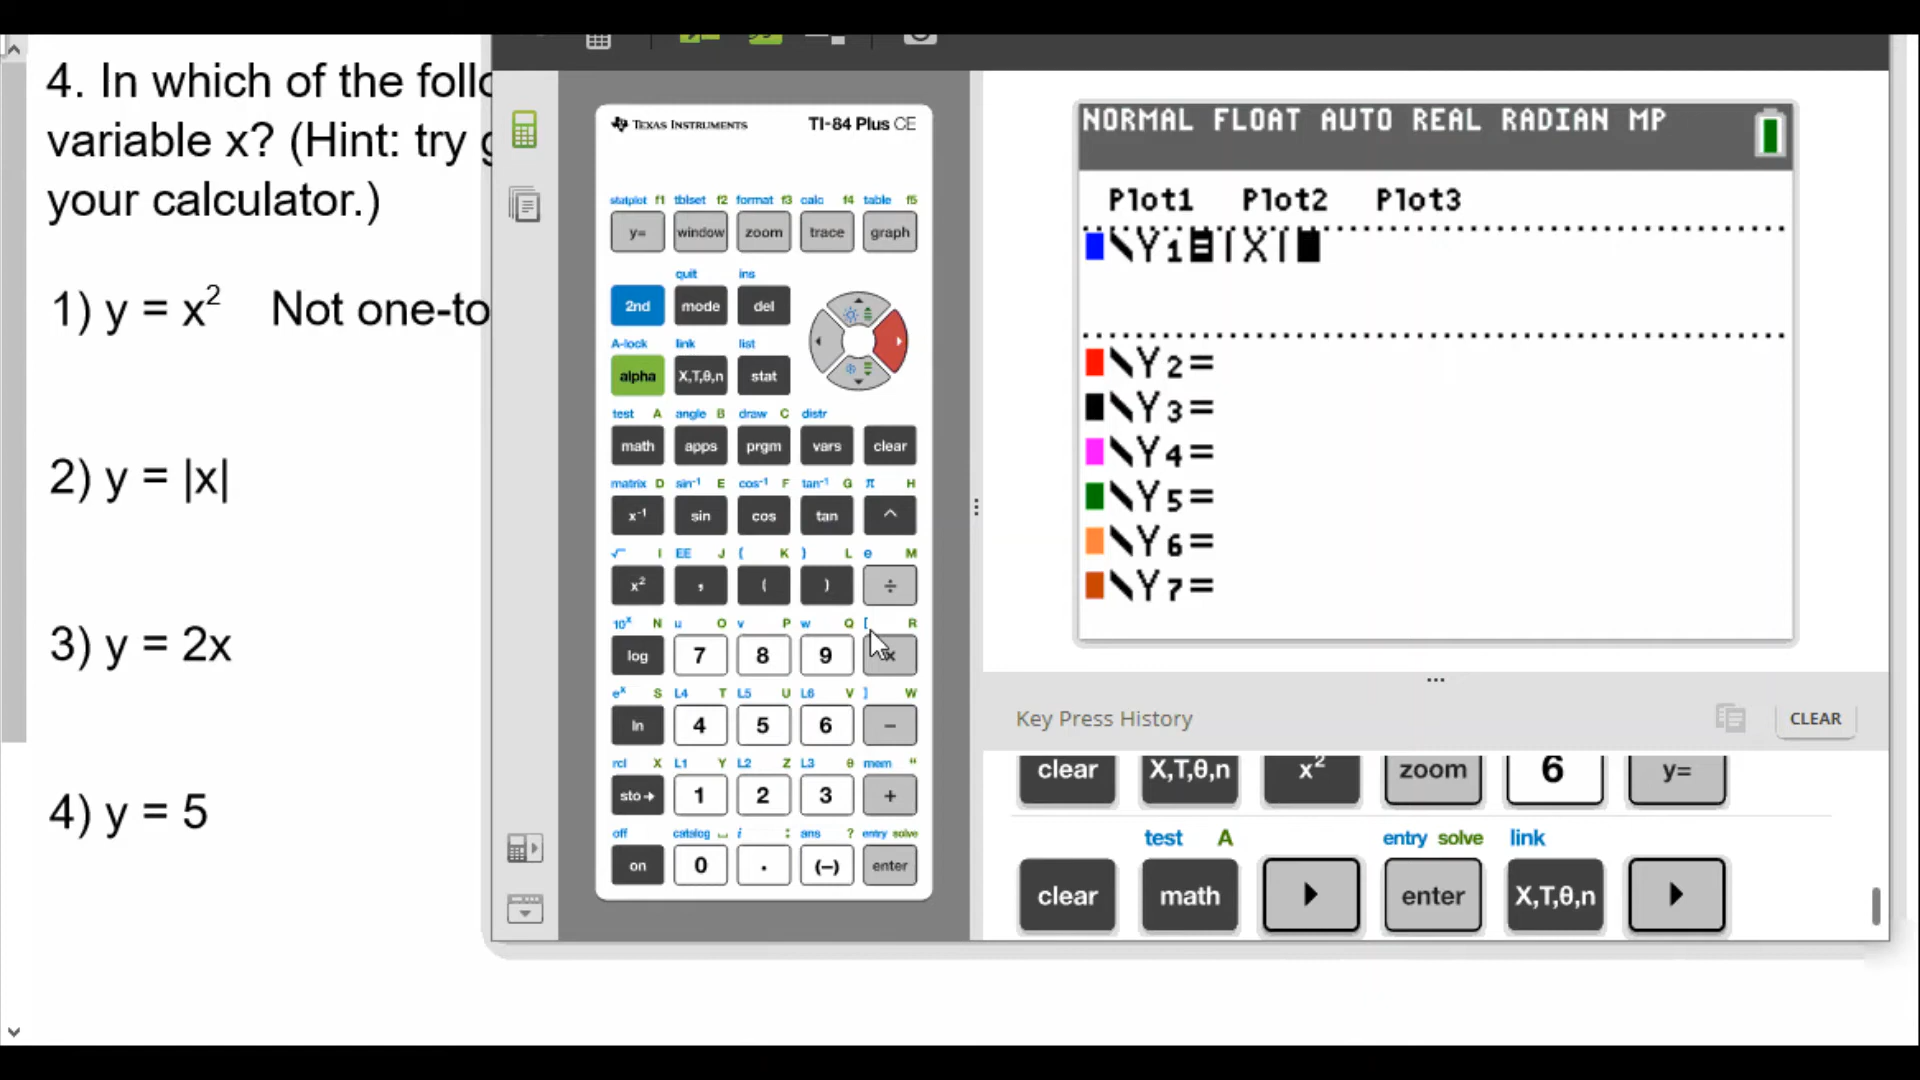 4. In which of the follo
variable x? (Hint: try g
your calculator.)
1) y = x² Not one-to
2) y = |x|
3) y = 2x
4) y = 5
TEXAS INSTRUMENTS TI-84 Plus CE
statplot f1 tblset f2 format f3 calc f4 table f5
y= window zoom trace graph
quit ins
2nd mode del
A-lock link list
alpha X,T,θ,n stat
test A angle B draw C distr
math apps prgm vars clear
matrix D sin⁻¹ E cos⁻¹ F tan⁻¹ G π H
x⁻¹ sin cos tan ^
√ I EE J ( K ) L e M
x² , ( ) ÷
10ˣ N u O v P w Q [ R
log 7 8 9 ×
eˣ S L4 T L5 U L6 V ] W
ln 4 5 6 −
rcl X L1 Y L2 Z L3 θ mem "
sto→ 1 2 3 +
off catalog ⎵ i : ans ? entry solve
on 0 . (−) enter
NORMAL FLOAT AUTO REAL RADIAN MP
Plot1 Plot2 Plot3
\Y1=|X|
\Y2=
\Y3=
\Y4=
\Y5=
\Y6=
\Y7=
Key Press History CLEAR
clear X,T,θ,n x² zoom 6 y=
test A entry solve link
clear math enter X,T,θ,n